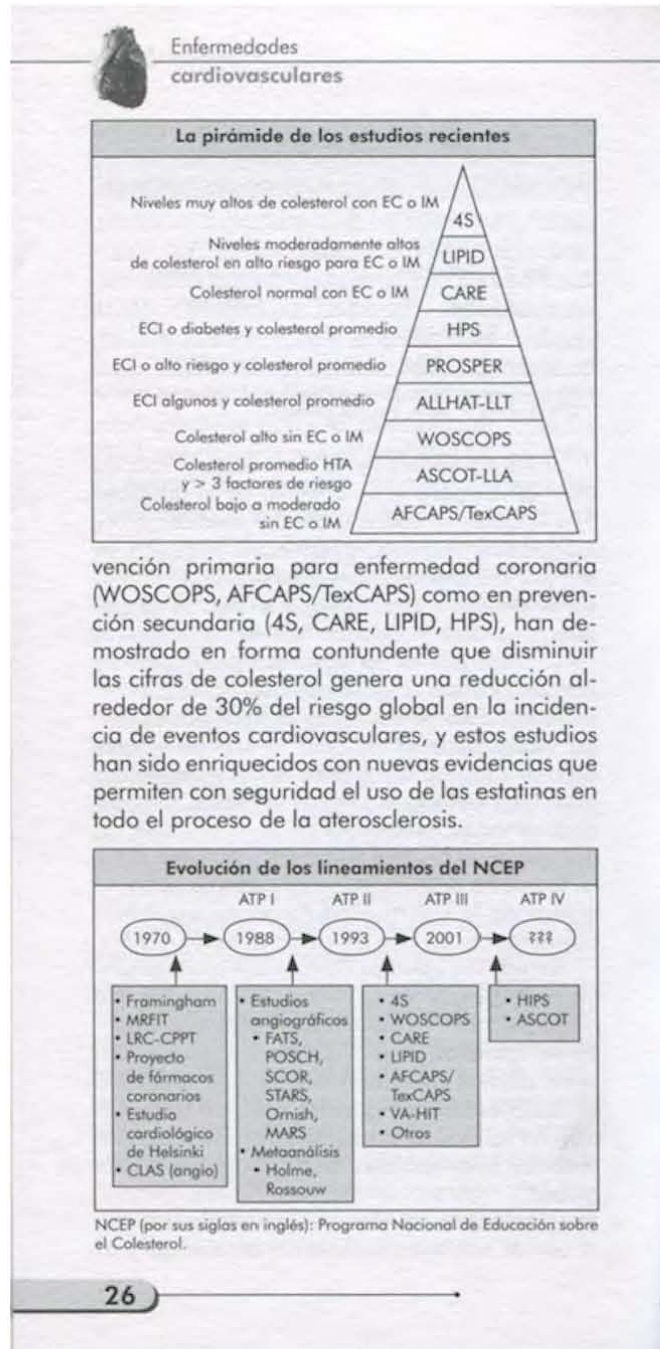 Enfermedades
cardiovasculares
La pirámide de los estudios recientes
Niveles muy altos de colesterol con EC o IM
4S
Niveles moderadamente altos
de colesterol en alto riesgo para EC o IM
LIPID
Colesterol normal con EC o IM
CARE
ECI o diabetes y colesterol promedio
HPS
ECI o alto riesgo y colesterol promedio
PROSPER
ECI algunos y colesterol promedio
ALLHAT-LLT
Colesterol alto sin EC o IM
WOSCOPS
Colesterol promedio HTA
y > 3 factores de riesgo
ASCOT-LLA
Colesterol bajo a moderado
sin EC o IM
AFCAPS/TexCAPS
vención primaria para enfermedad coronaria
(WOSCOPS, AFCAPS/TexCAPS) como en preven-
ción secundaria (4S, CARE, LIPID, HPS), han de-
mostrado en forma contundente que disminuir
las cifras de colesterol genera una reducción al-
rededor de 30% del riesgo global en la inciden-
cia de eventos cardiovasculares, y estos estudios
han sido enriquecidos con nuevas evidencias que
permiten con seguridad el uso de las estatinas en
todo el proceso de la aterosclerosis.
Evolución de los lineamientos del NCEP
ATP I ATP II ATP III ATP IV
1970 1988 1993 2001 ???
• Framingham
• MRFIT
• LRC-CPPT
• Proyecto
de fármacos
coronarios
• Estudio
cardiológico
de Helsinki
• CLAS (angio)
• Estudios
angiográficos
• FATS,
POSCH,
SCOR,
STARS,
Ornish,
MARS
• Metaanálisis
• Holme,
Rossouw
• 4S
• WOSCOPS
• CARE
• LIPID
• AFCAPS/
TexCAPS
• VA-HIT
• Otros
• HIPS
• ASCOT
NCEP (por sus siglas en inglés): Programa Nacional de Educación sobre
el Colesterol.
26